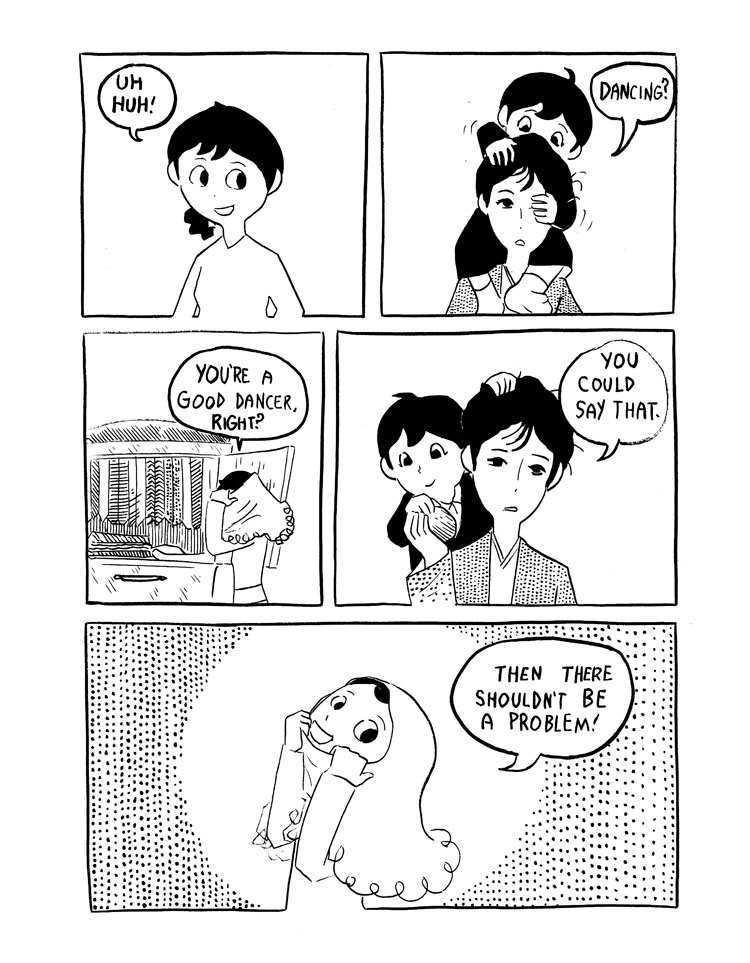 UH
HUH!
DANCING?
YOU'RE A
GOOD DANCER,
RIGHT?
YOU
COULD
SAY THAT.
THEN THERE
SHOULDN'T BE
A PROBLEM!